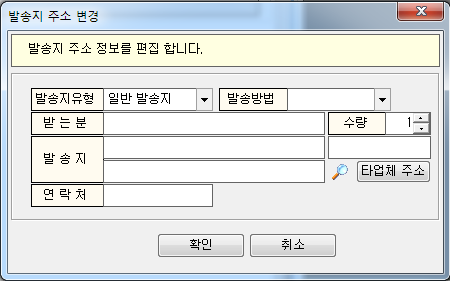 발송지 주소 변경
발송지 주소 정보를 편집 합니다.
발송지유형 일반 발송지 발송방법
받 는 분 수량 1
발 송 지
타업체 주소
연 락 처
확인 취소